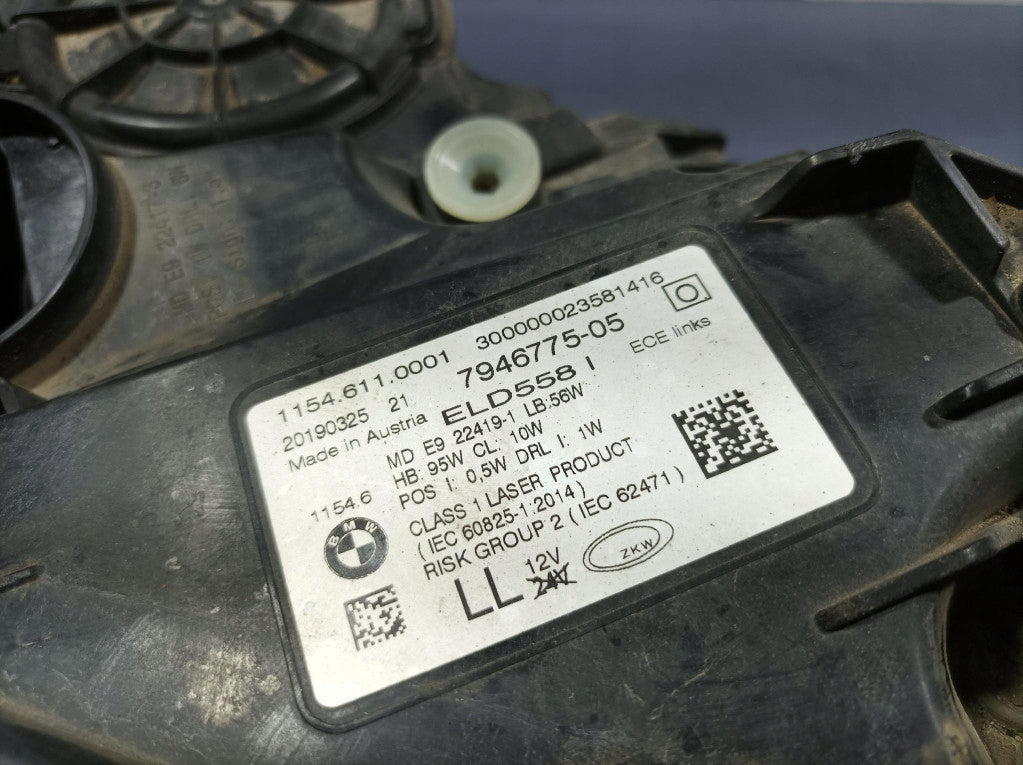 1154.611.0001 300000023581416
20190325 21 7946775-05
Made in Austria ELD558 I ECE links
MD E9 22419-1 LB:56W
HB: 95W CL: 10W
POS I: 0,5W DRL I: 1W
1154.6
CLASS 1 LASER PRODUCT
( IEC 60825-1:2014 )
RISK GROUP 2 ( IEC 62471 )
BMW
LL 12V
24V
ZKW